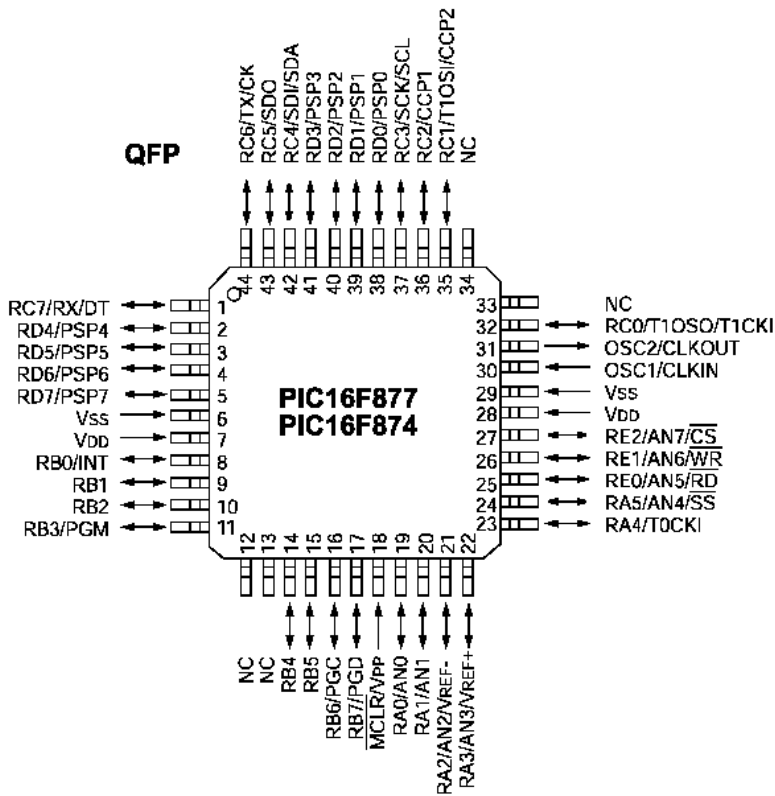 QFP
RC6/TX/CK
RC5/SDO
RC4/SDI/SDA
RD3/PSP3
RD2/PSP2
RD1/PSP1
RD0/PSP0
RC3/SCK/SCL
RC2/CCP1
RC1/T1OSI/CCP2
NC
44
43
42
41
40
39
38
37
36
35
34
RC7/RX/DT 1
RD4/PSP4 2
RD5/PSP5 3
RD6/PSP6 4
RD7/PSP7 5
VSS 6
VDD 7
RB0/INT 8
RB1 9
RB2 10
RB3/PGM 11
PIC16F877
PIC16F874
33 NC
32 RC0/T1OSO/T1CKI
31 OSC2/CLKOUT
30 OSC1/CLKIN
29 VSS
28 VDD
27 RE2/AN7/CS
26 RE1/AN6/WR
25 RE0/AN5/RD
24 RA5/AN4/SS
23 RA4/T0CKI
12
13
14
15
16
17
18
19
20
21
22
NC
NC
RB4
RB5
RB6/PGC
RB7/PGD
MCLR/VPP
RA0/AN0
RA1/AN1
RA2/AN2/VREF-
RA3/AN3/VREF+